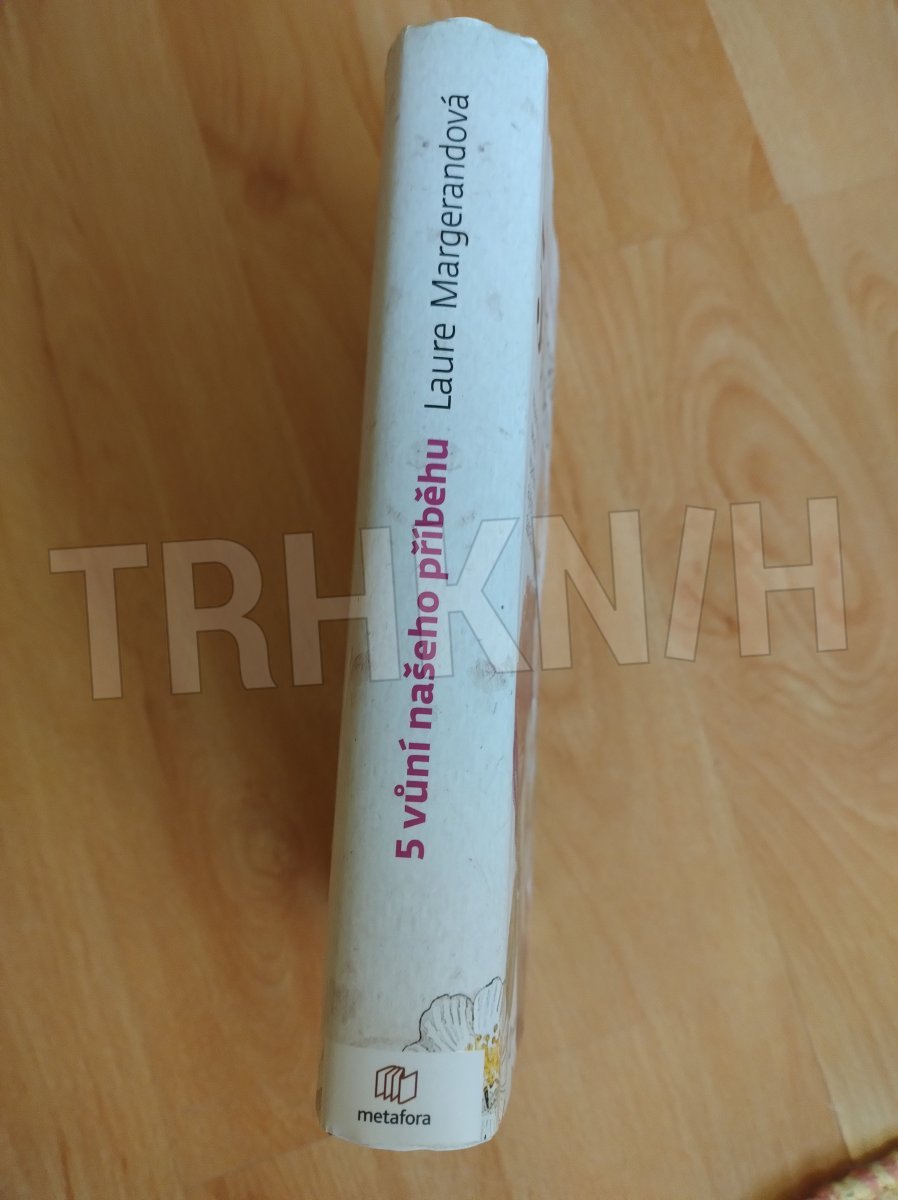 5 vůní našeho příběhu Laure Margerandová
metafora
TRHKNIH